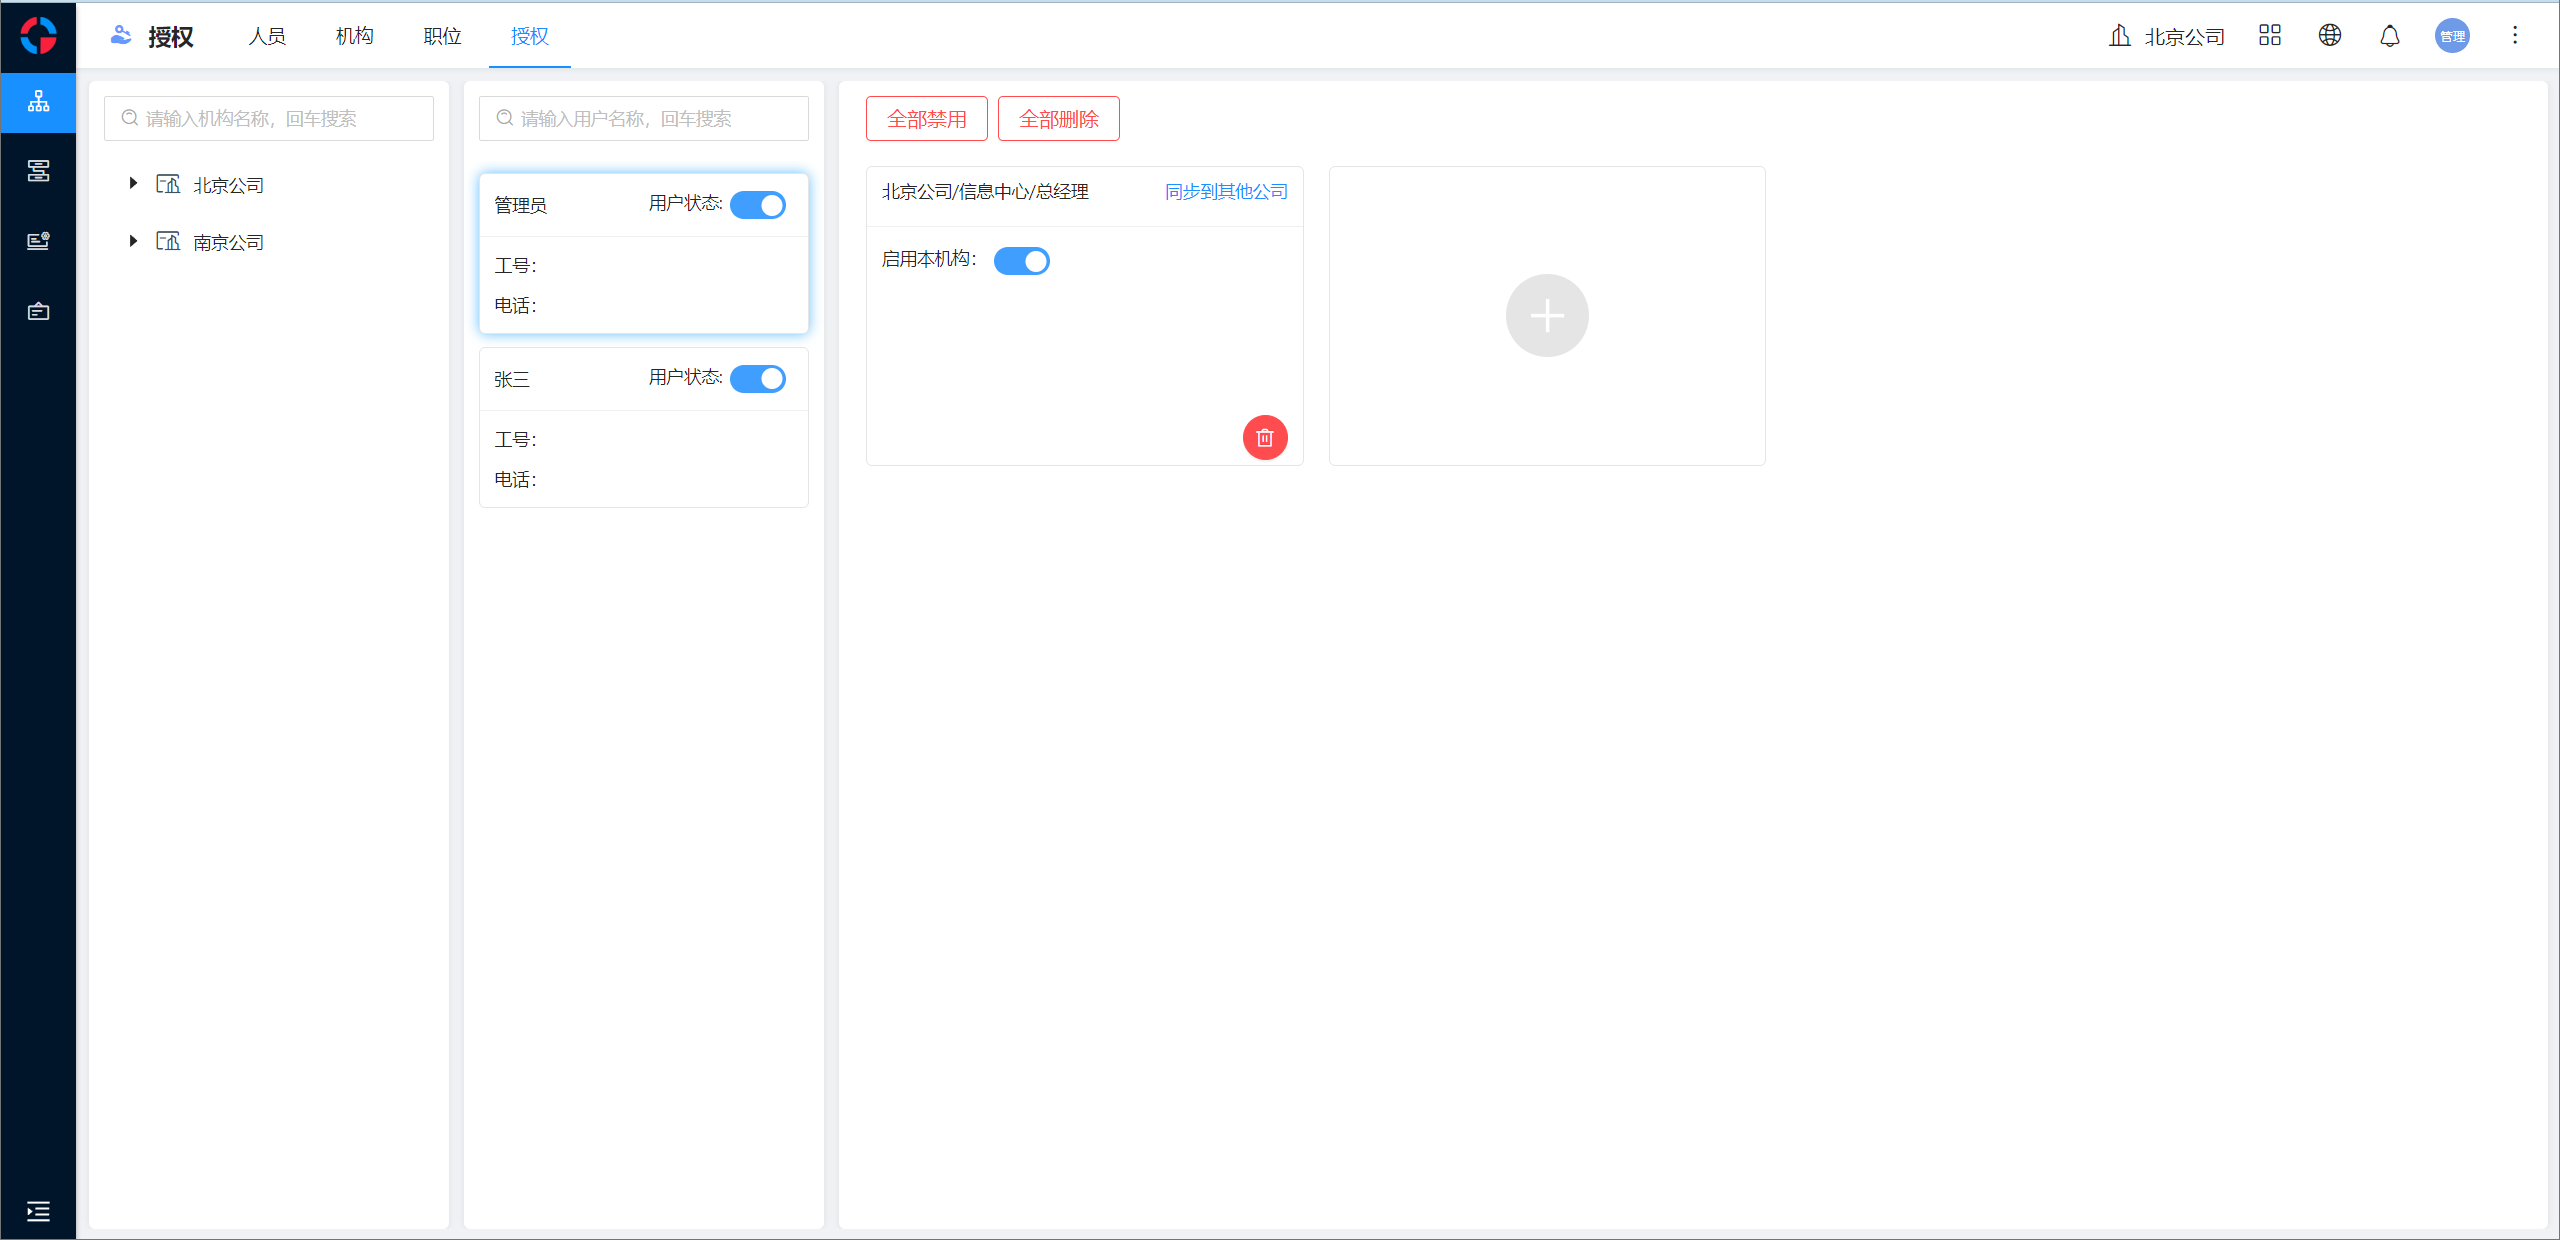 授权 人员 机构 职位 授权 北京公司 管理
请输入机构名称，回车搜索
北京公司
南京公司
请输入用户名称，回车搜索
管理员 用户状态:
工号:
电话:
张三 用户状态:
工号:
电话:
全部禁用 全部删除
北京公司/信息中心/总经理 同步到其他公司
启用本机构: